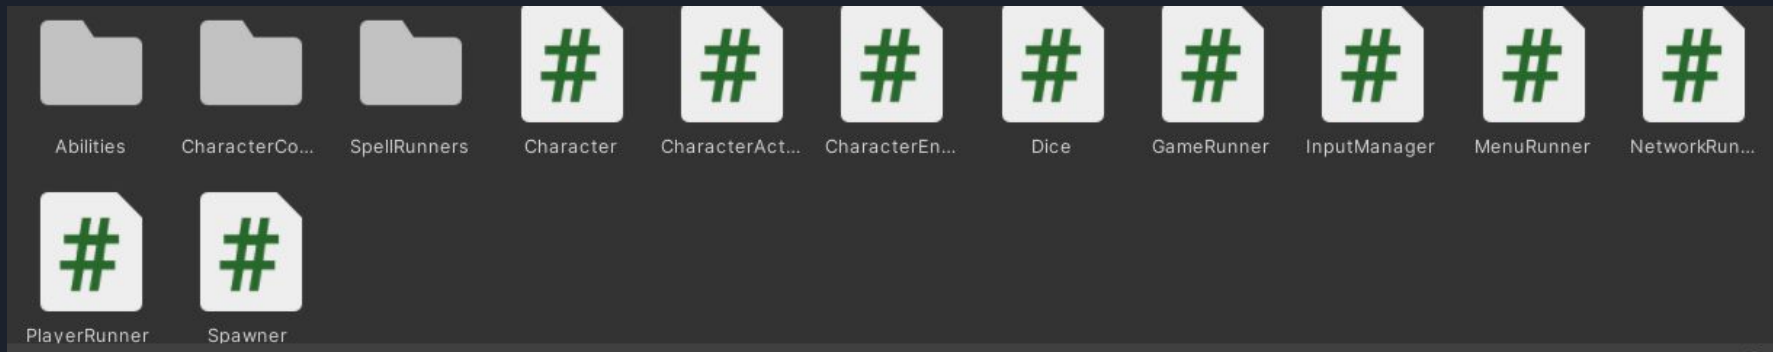 Abilities
CharacterCo...
SpellRunners
Character
CharacterAct...
CharacterEn...
Dice
GameRunner
InputManager
MenuRunner
NetworkRun...
PlayerRunner
Spawner